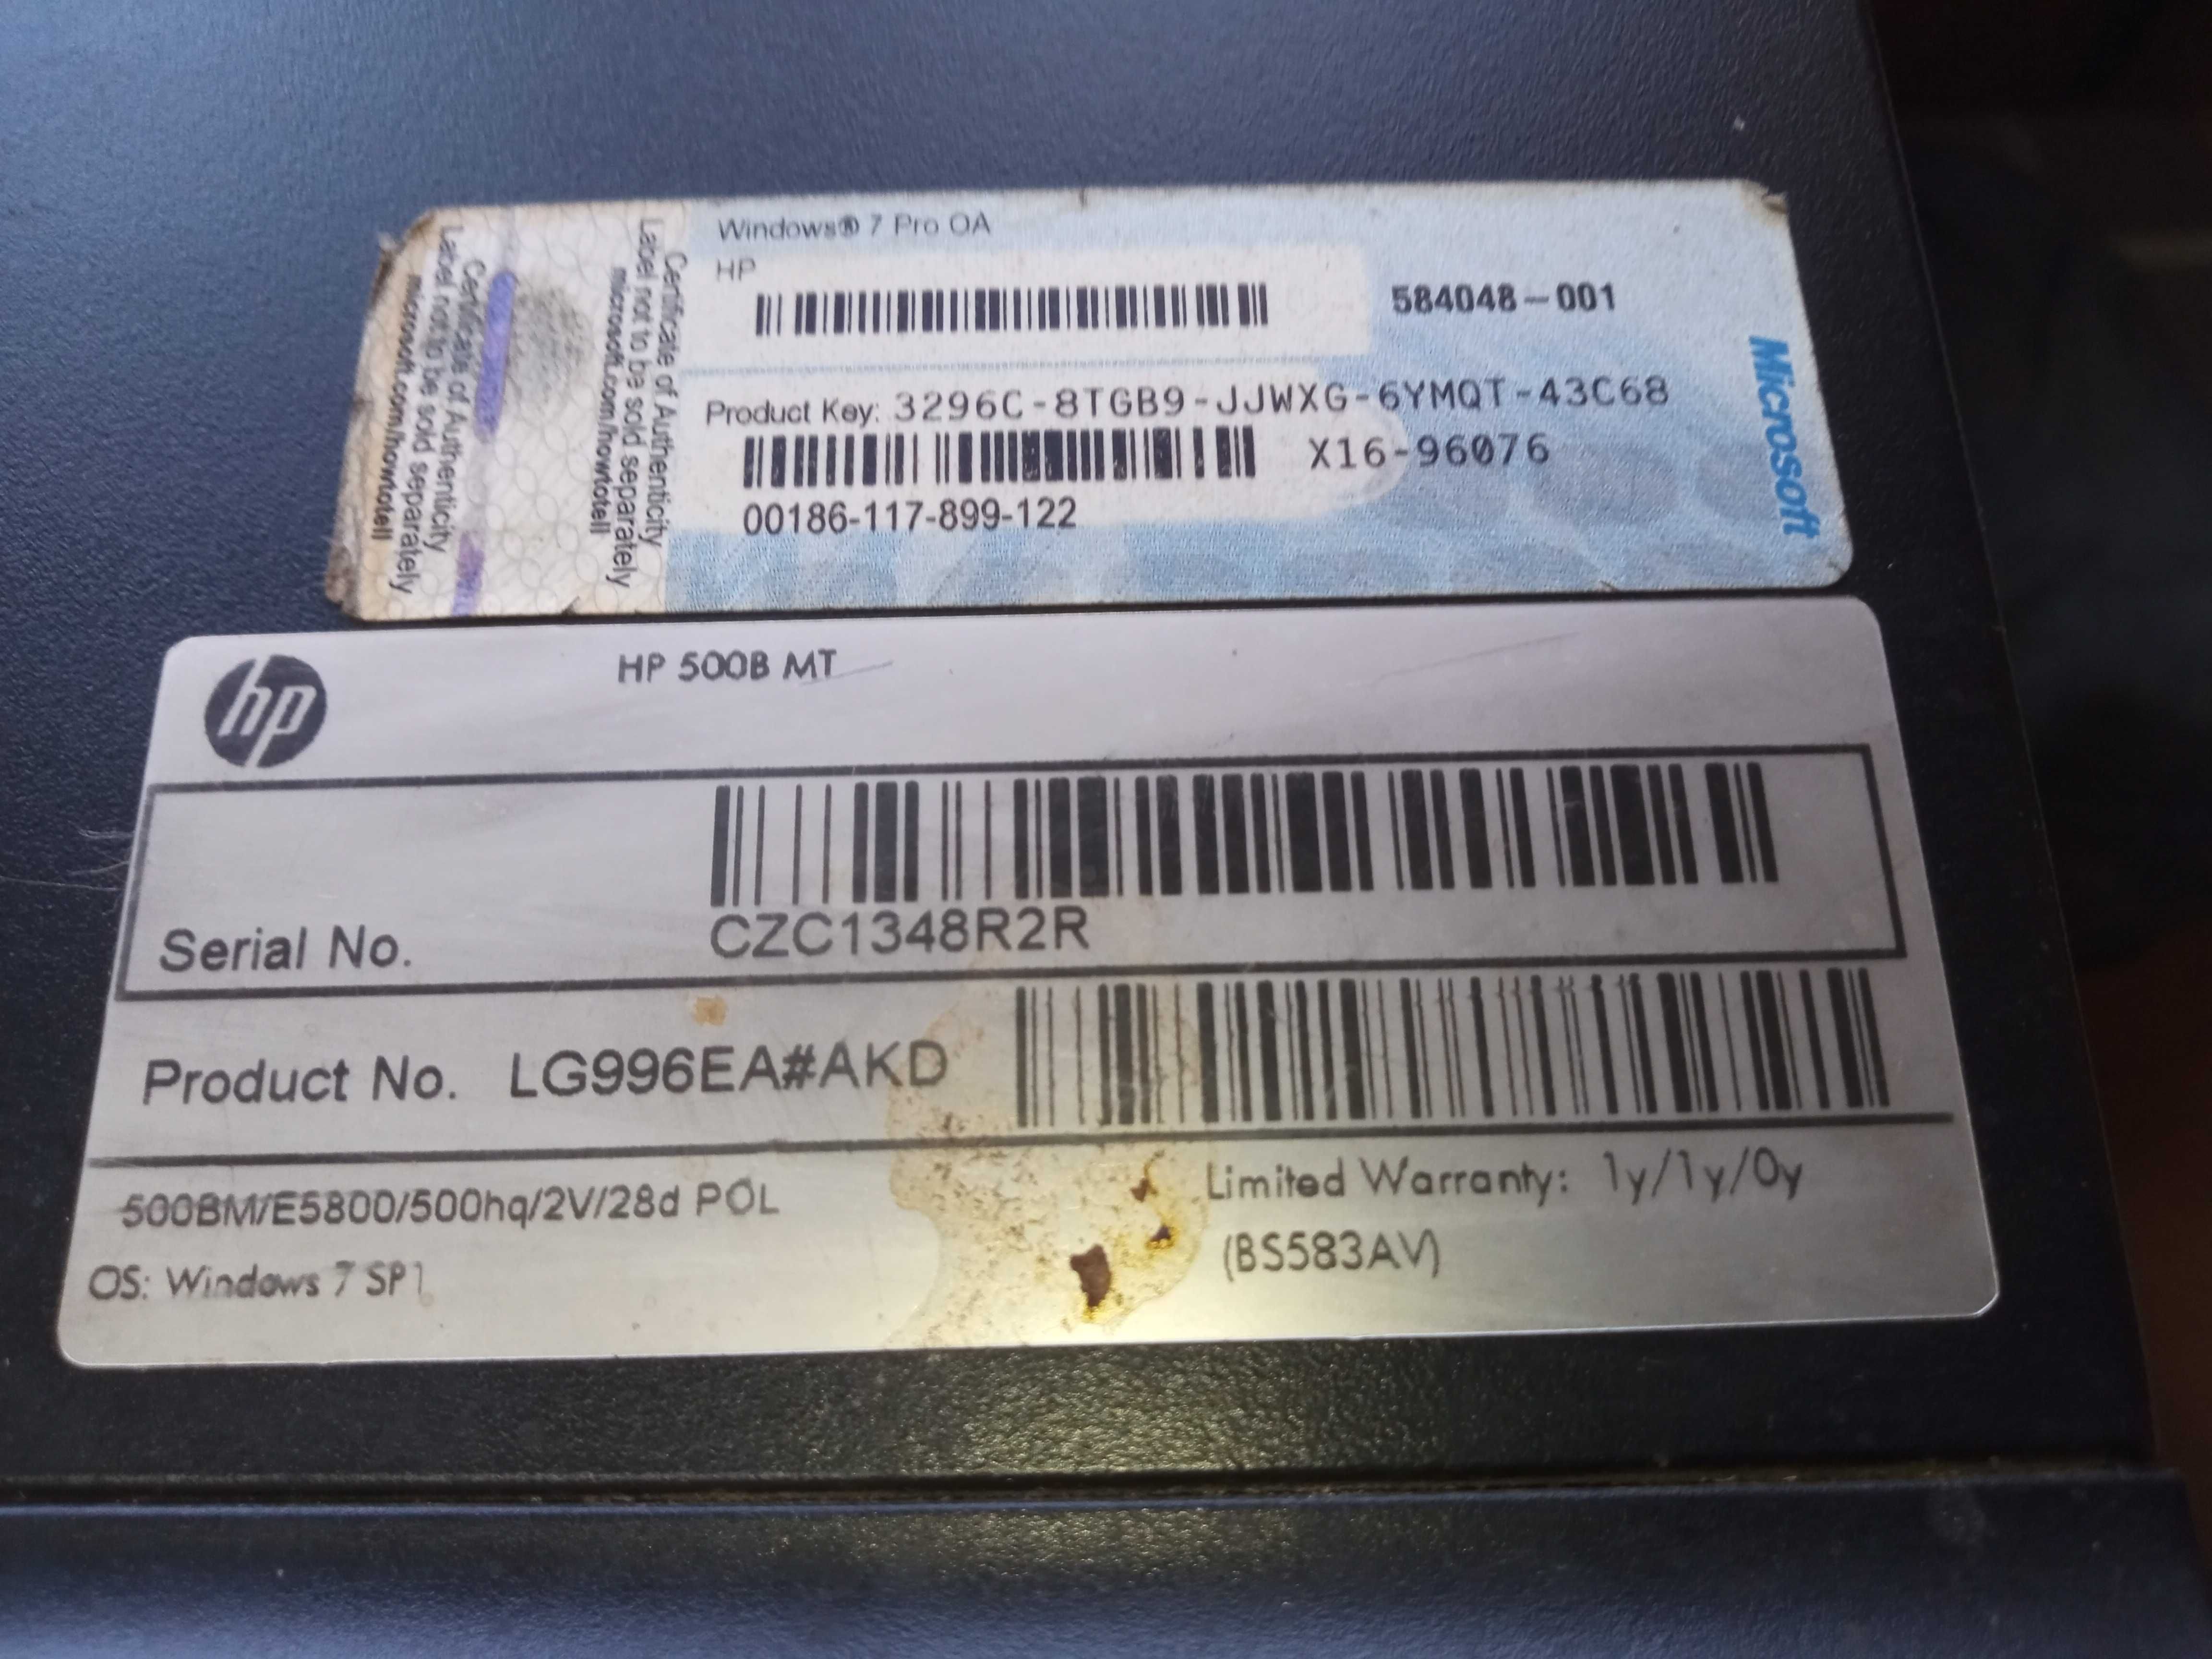 Windows® 7 Pro OA
HP
584048-001
Product Key: 3296C-8TGB9-JJWXG-6YMQT-43C68
X16-96076
00186-117-899-122
Microsoft
Certificate of Authenticity
Label not to be sold separately
microsoft.com/howtotell
Certificate of Authenticity
Label not to be sold separately
microsoft.com/howtotell
hp
HP 500B MT
Serial No. CZC1348R2R
Product No. LG996EA#AKD
500BM/E5800/500hq/2V/28d POL
Limited Warranty: 1y/1y/0y
OS: Windows 7 SP1
(BS583AV)